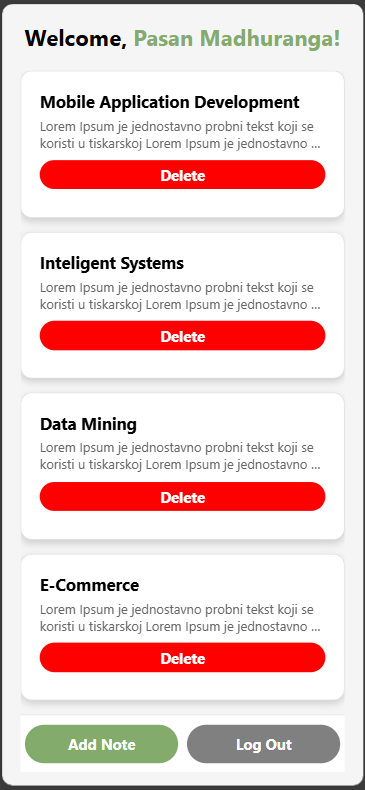 Welcome, Pasan Madhuranga!
Mobile Application Development
Lorem Ipsum je jednostavno probni tekst koji se
koristi u tiskarskoj Lorem Ipsum je jednostavno ...
Delete
Inteligent Systems
Lorem Ipsum je jednostavno probni tekst koji se
koristi u tiskarskoj Lorem Ipsum je jednostavno ...
Delete
Data Mining
Lorem Ipsum je jednostavno probni tekst koji se
koristi u tiskarskoj Lorem Ipsum je jednostavno ...
Delete
E-Commerce
Lorem Ipsum je jednostavno probni tekst koji se
koristi u tiskarskoj Lorem Ipsum je jednostavno ...
Delete
Add Note
Log Out